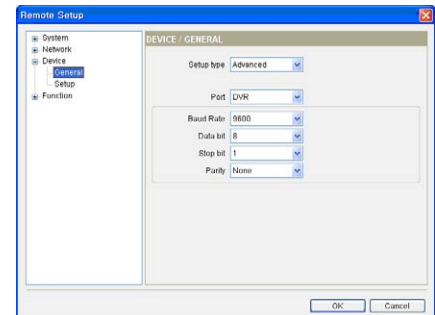 Remote Setup
System
Network
Device
General
Setup
Function
DEVICE / GENERAL
Setup type Advanced
Port DVR
Baud Rate 9600
Data bit 8
Stop bit 1
Parity None
OK Cancel